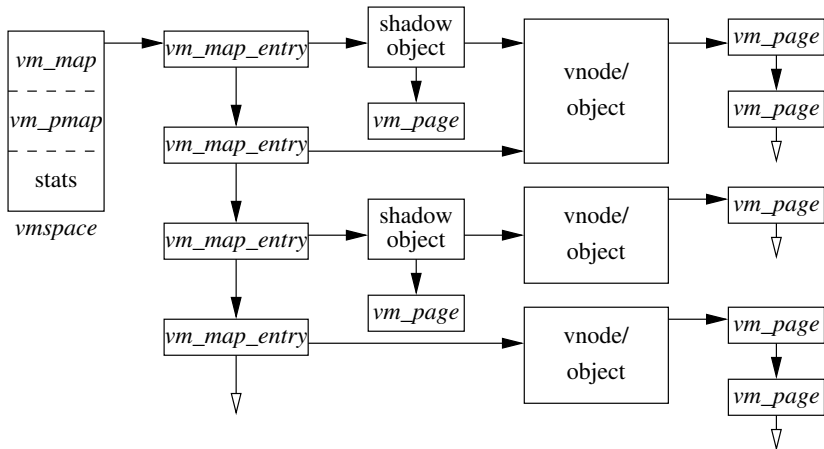 vm_map
vm_pmap
stats
vmspace
vm_map_entry
vm_map_entry
vm_map_entry
vm_map_entry
shadow
object
vm_page
shadow
object
vm_page
vnode/
object
vnode/
object
vnode/
object
vm_page
vm_page
vm_page
vm_page
vm_page